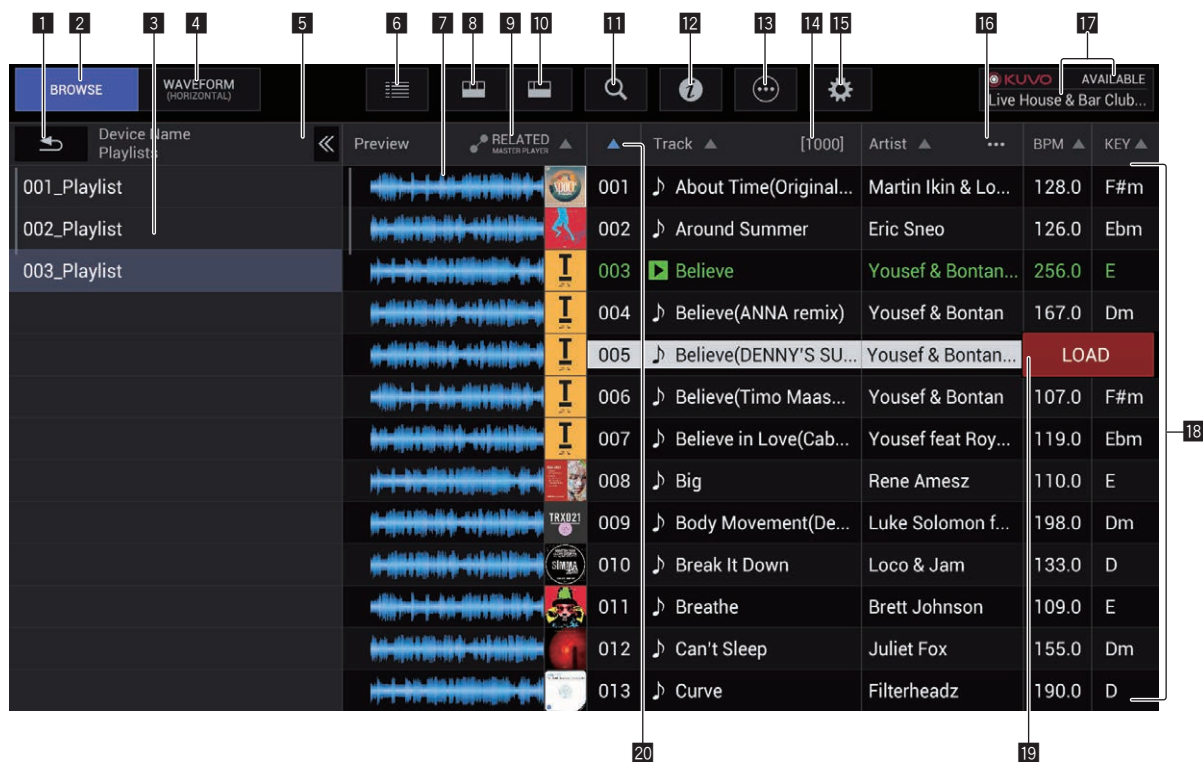 1 2 3 4 5 6 7 8 9 10 11 12 13 14 15 16 17
BROWSE
WAVEFORM
(HORIZONTAL)
KUVO AVAILABLE
Live House & Bar Club...
Device Name
Playlists
Preview
RELATED
MASTER PLAYER
Track [1000] Artist ... BPM KEY
001_Playlist
002_Playlist
003_Playlist
001 About Time(Original... Martin Ikin & Lo... 128.0 F#m
002 Around Summer Eric Sneo 126.0 Ebm
003 Believe Yousef & Bontan... 256.0 E
004 Believe(ANNA remix) Yousef & Bontan 167.0 Dm
005 Believe(DENNY'S SU... Yousef & Bontan... LOAD
006 Believe(Timo Maas... Yousef & Bontan 107.0 F#m
007 Believe in Love(Cab... Yousef feat Roy... 119.0 Ebm
18
008 Big Rene Amesz 110.0 E
TRX021
009 Body Movement(De... Luke Solomon f... 198.0 Dm
SIMMA
010 Break It Down Loco & Jam 133.0 D
011 Breathe Brett Johnson 109.0 E
012 Can't Sleep Juliet Fox 155.0 Dm
013 Curve Filterheadz 190.0 D
20 19